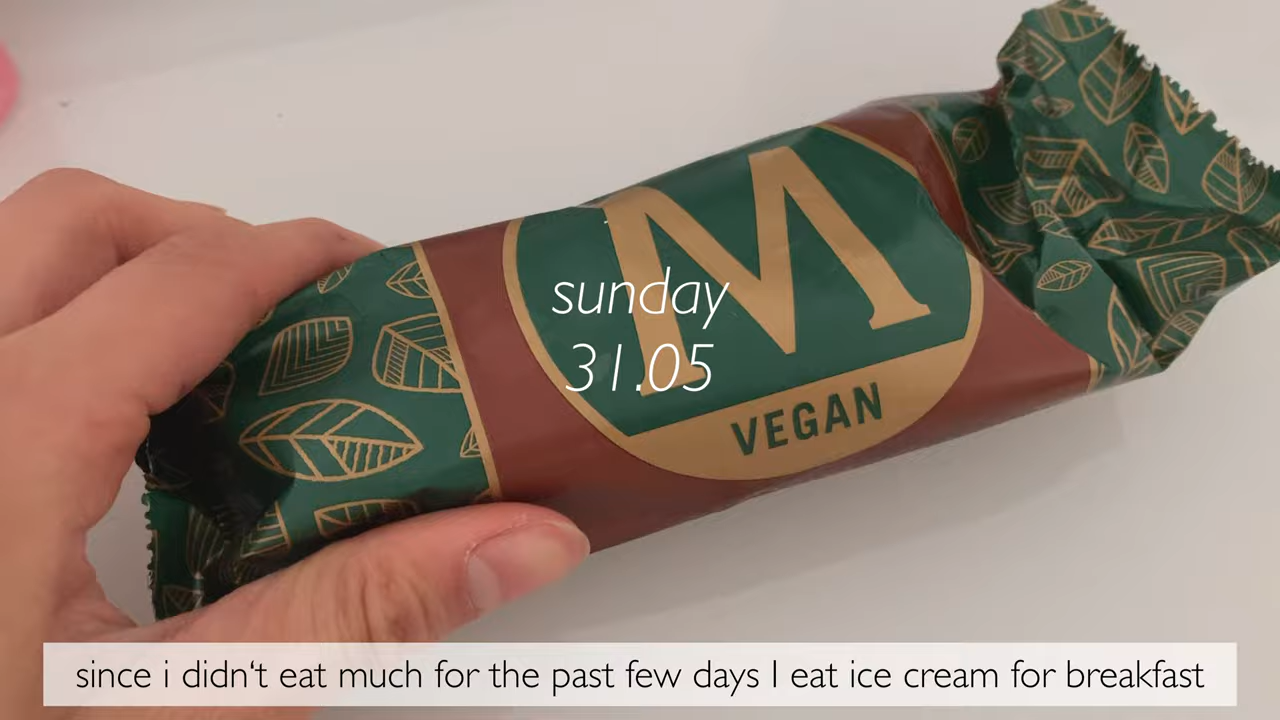 M
sunday
31.05
VEGAN
since i didn‘t eat much for the past few days I eat ice cream for breakfast